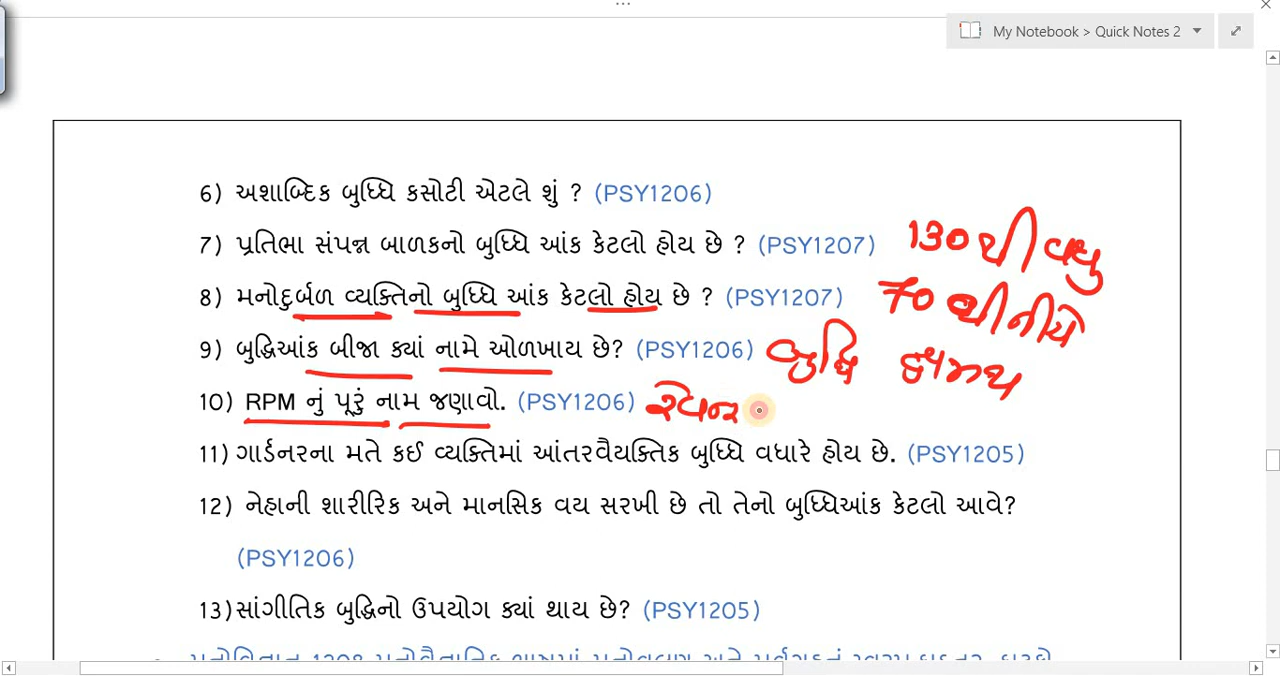 My Notebook > Quick Notes 2
6) અશાબ્દિક બુધ્ધિ કસોટી એટલે શું ? (PSY1206)
7) પ્રતિભા સંપન્ન બાળકનો બુધ્ધિ આંક કેટલો હોય છે ? (PSY1207) 130 થી વધુ
8) મનોદુર્બળ વ્યક્તિનો બુધ્ધિ આંક કેટલો હોય છે ? (PSY1207) 70 થી નીચે
9) બુદ્ધિઆંક બીજા ક્યાં નામે ઓળખાય છે? (PSY1206) બુધ્ધિ
10) RPM નું પૂરું નામ જણાવો. (PSY1206) રેવન
11) ગાર્ડનરના મતે કઈ વ્યક્તિમાં આંતરવૈયક્તિક બુધ્ધિ વધારે હોય છે. (PSY1205)
12) નેહાની શારીરિક અને માનસિક વય સરખી છે તો તેનો બુધ્ધિઆંક કેટલો આવે?
(PSY1206)
13)સાંગીતિક બુદ્ધિનો ઉપયોગ ક્યાં થાય છે? (PSY1205)